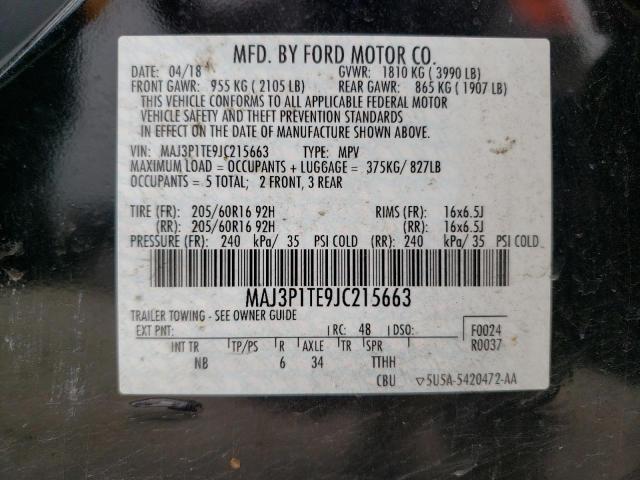 MFD. BY FORD MOTOR CO.
DATE: 04/18 GVWR: 1810 KG ( 3990 LB)
FRONT GAWR: 955 KG ( 2105 LB) REAR GAWR: 865 KG ( 1907 LB)
THIS VEHICLE CONFORMS TO ALL APPLICABLE FEDERAL MOTOR
VEHICLE SAFETY AND THEFT PREVENTION STANDARDS
IN EFFECT ON THE DATE OF MANUFACTURE SHOWN ABOVE.
VIN: MAJ3P1TE9JC215663 TYPE: MPV
MAXIMUM LOAD = OCCUPANTS + LUGGAGE = 375KG/ 827LB
OCCUPANTS = 5 TOTAL; 2 FRONT, 3 REAR
TIRE (FR): 205/60R16 92H RIMS (FR): 16x6.5J
(RR): 205/60R16 92H (RR): 16x6.5J
PRESSURE (FR): 240 kPa/ 35 PSI COLD (RR): 240 kPa/ 35 PSI COLD
MAJ3P1TE9JC215663
TRAILER TOWING - SEE OWNER GUIDE
EXT PNT: RC: 48 DSO: F0024
INT TR TP/PS R AXLE TR SPR R0037
NB 6 34 TTHH
CBU ▽5U5A-5420472-AA